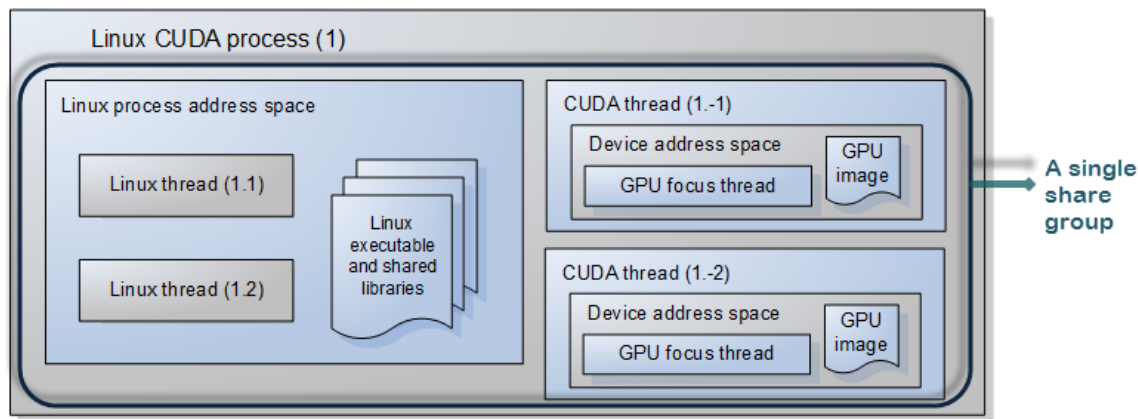 Linux CUDA process (1)
Linux process address space
Linux thread (1.1)
Linux thread (1.2)
Linux
executable
and shared
libraries
CUDA thread (1.-1)
Device address space
GPU focus thread
GPU
image
CUDA thread (1.-2)
Device address space
GPU focus thread
GPU
image
A single
share
group